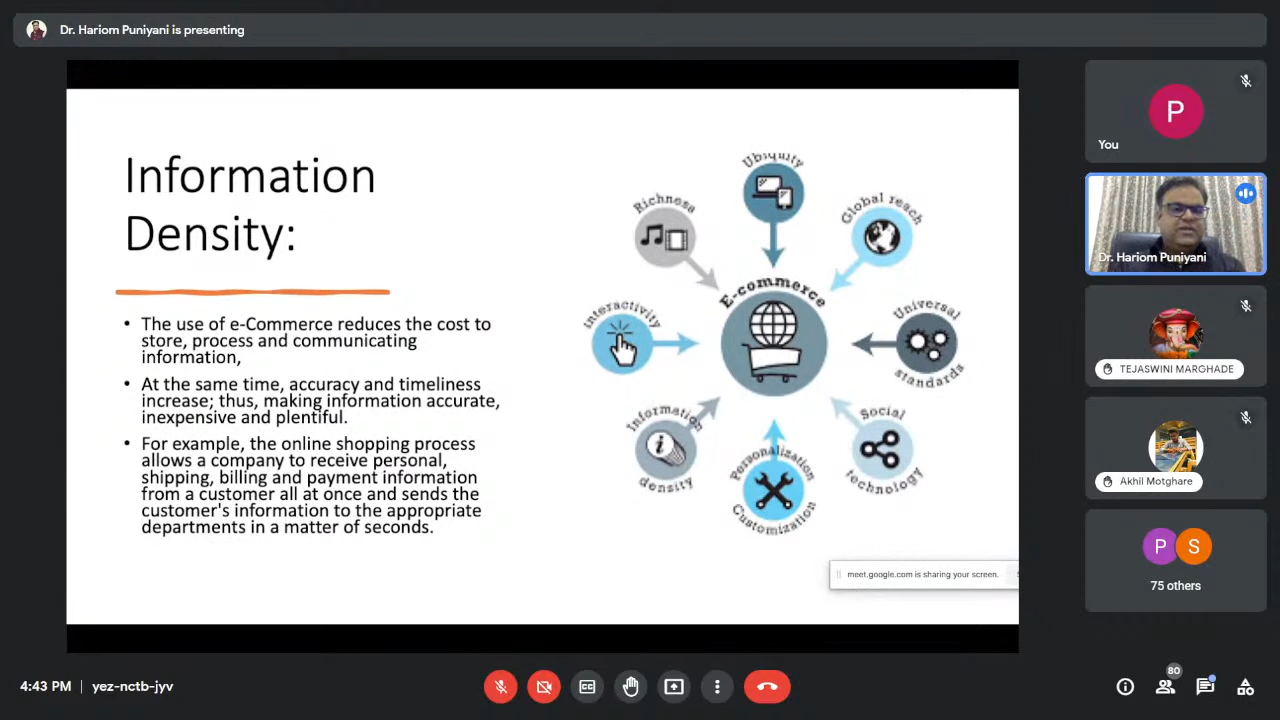 Dr. Hariom Puniyani is presenting
Information
Density:
• The use of e-Commerce reduces the cost to
store, process and communicating
information,
• At the same time, accuracy and timeliness
increase; thus, making information accurate,
inexpensive and plentiful.
• For example, the online shopping process
allows a company to receive personal,
shipping, billing and payment information
from a customer all at once and sends the
customer's information to the appropriate
departments in a matter of seconds.
Ubiquity
Richness
Global reach
E-commerce
Interactivity
Universal
standards
Information
density
Personalization
Customization
Social
technology
meet.google.com is sharing your screen.
P
You
Dr. Hariom Puniyani
TEJASWINI MARGHADE
Akhil Motghare
P
S
75 others
4:43 PM | yez-nctb-jyv
CC
80